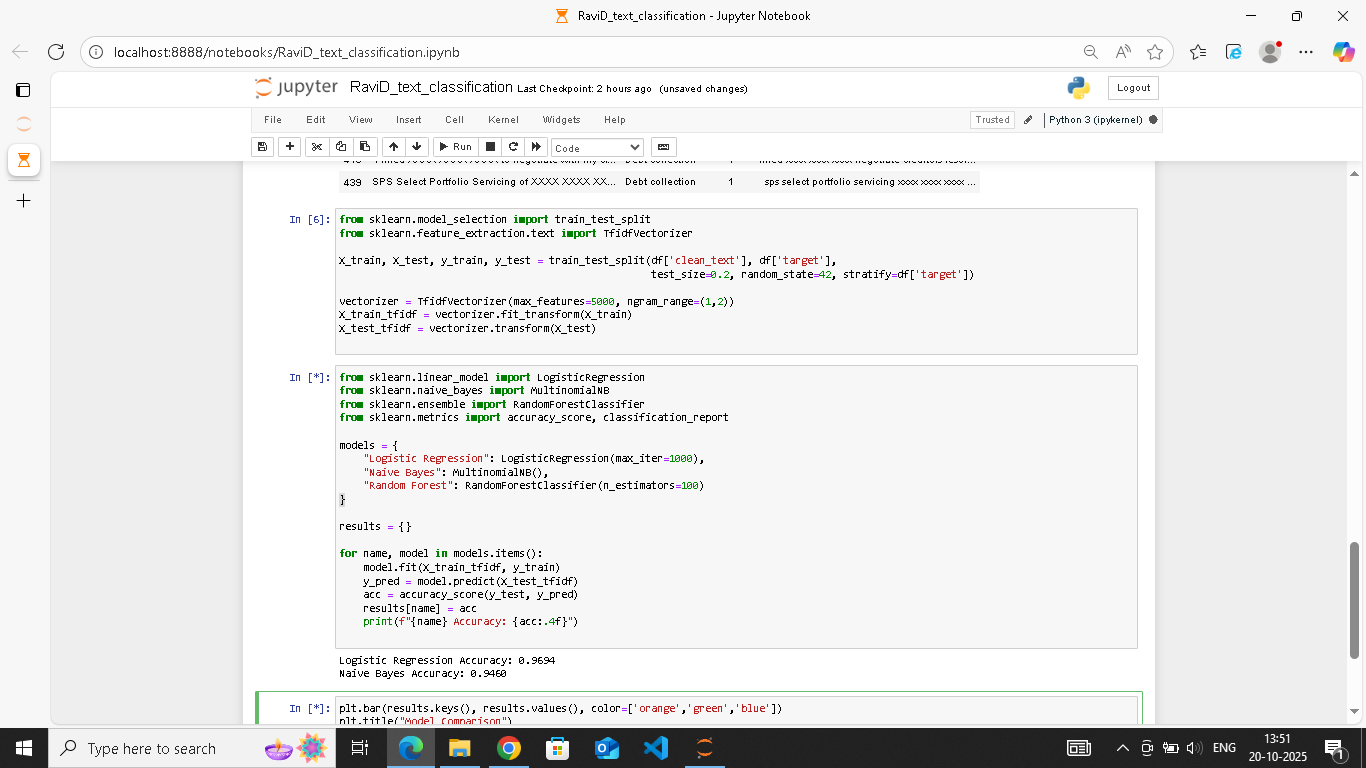 RaviD_text_classification - Jupyter Notebook
localhost:8888/notebooks/RaviD_text_classification.ipynb
jupyter RaviD_text_classification Last Checkpoint: 2 hours ago (unsaved changes)
Logout
File Edit View Insert Cell Kernel Widgets Help
Trusted Python 3 (ipykernel)
Run Code
439 SPS Select Portfolio Servicing of XXXX XXXX XX... Debt collection 1 sps select portfolio servicing xxxx xxxx xxxx ...
In [6]: from sklearn.model_selection import train_test_split
from sklearn.feature_extraction.text import TfidfVectorizer
X_train, X_test, y_train, y_test = train_test_split(df['clean_text'], df['target'],
test_size=0.2, random_state=42, stratify=df['target'])
vectorizer = TfidfVectorizer(max_features=5000, ngram_range=(1,2))
X_train_tfidf = vectorizer.fit_transform(X_train)
X_test_tfidf = vectorizer.transform(X_test)
In [*]: from sklearn.linear_model import LogisticRegression
from sklearn.naive_bayes import MultinomialNB
from sklearn.ensemble import RandomForestClassifier
from sklearn.metrics import accuracy_score, classification_report
models = {
"Logistic Regression": LogisticRegression(max_iter=1000),
"Naive Bayes": MultinomialNB(),
"Random Forest": RandomForestClassifier(n_estimators=100)
}
results = {}
for name, model in models.items():
model.fit(X_train_tfidf, y_train)
y_pred = model.predict(X_test_tfidf)
acc = accuracy_score(y_test, y_pred)
results[name] = acc
print(f"{name} Accuracy: {acc:.4f}")
Logistic Regression Accuracy: 0.9694
Naive Bayes Accuracy: 0.9460
In [*]: plt.bar(results.keys(), results.values(), color=['orange','green','blue'])
plt.title("Model Comparison")
Type here to search
ENG
13:51
20-10-2025
1